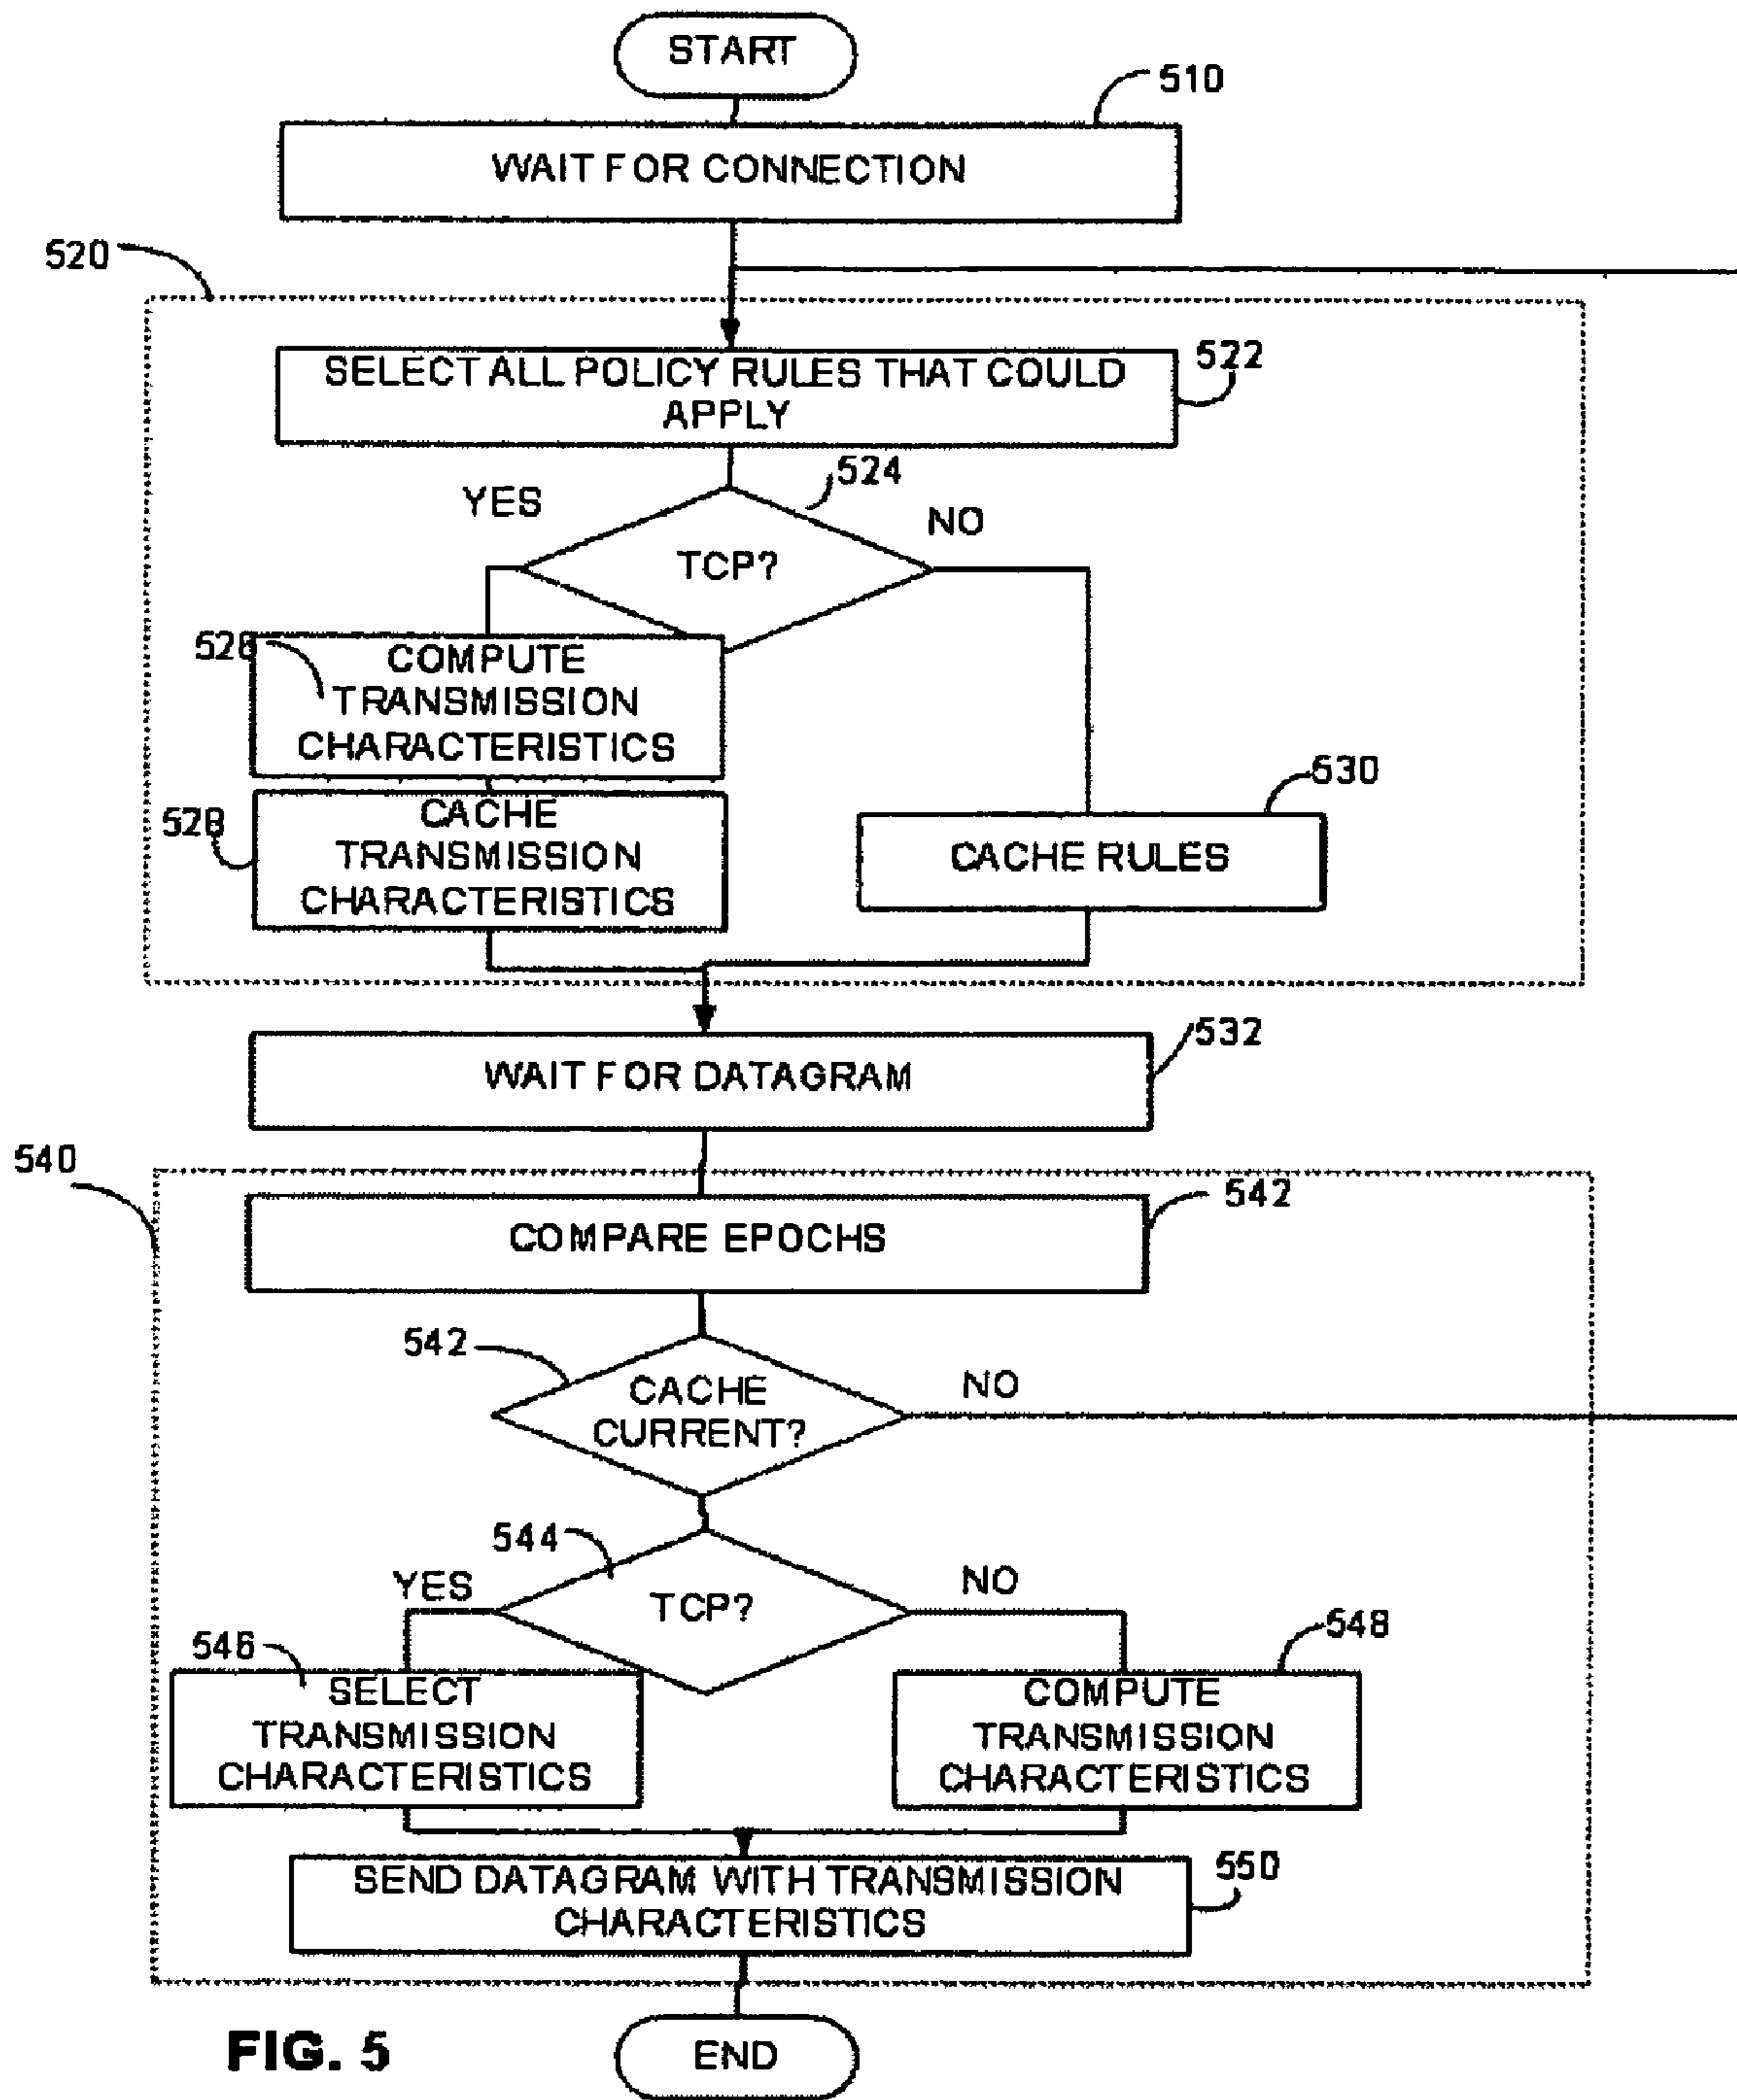 START
510
WAIT FOR CONNECTION
520
SELECT ALL POLICY RULES THAT COULD
APPLY
522
524
YES
NO
TCP?
526
COMPUTE
TRANSMISSION
CHARACTERISTICS
528
CACHE
TRANSMISSION
CHARACTERISTICS
530
CACHE RULES
WAIT FOR DATAGRAM
532
540
COMPARE EPOCHS
542
542
CACHE
CURRENT?
NO
544
YES
TCP?
NO
546
SELECT
TRANSMISSION
CHARACTERISTICS
548
COMPUTE
TRANSMISSION
CHARACTERISTICS
SEND DATAGRAM WITH TRANSMISSION
CHARACTERISTICS
550
FIG. 5
END